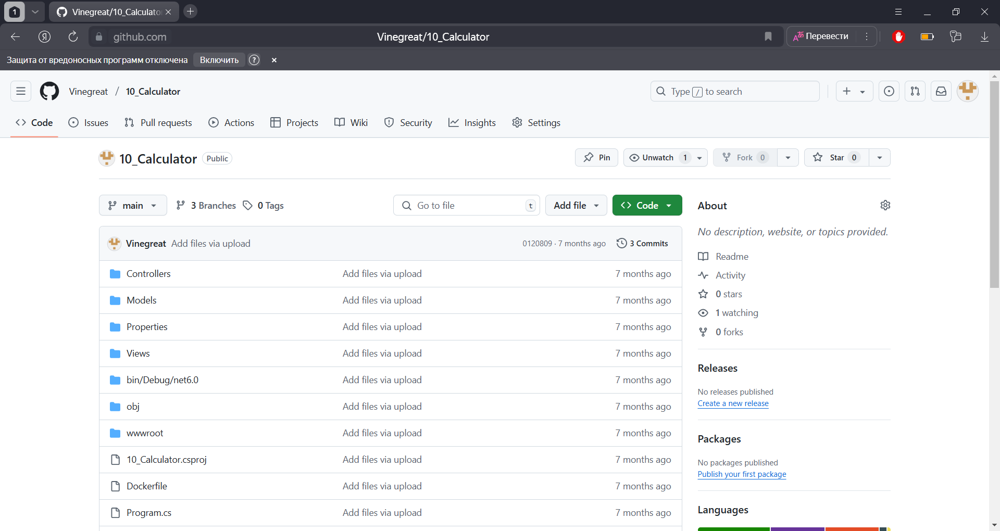 1
Vinegreat/10_Calculato
Я
github.com
Vinegreat/10_Calculator
Перевести
Защита от вредоносных программ отключена
Включить
?
Vinegreat / 10_Calculator
Type / to search
Code
Issues
Pull requests
Actions
Projects
Wiki
Security
Insights
Settings
10_Calculator
Public
Pin
Unwatch 1
Fork 0
Star 0
main
3 Branches
0 Tags
Go to file
t
Add file
Code
Vinegreat Add files via upload
0120809 · 7 months ago
3 Commits
Controllers Add files via upload 7 months ago
Models Add files via upload 7 months ago
Properties Add files via upload 7 months ago
Views Add files via upload 7 months ago
bin/Debug/net6.0 Add files via upload 7 months ago
obj Add files via upload 7 months ago
wwwroot Add files via upload 7 months ago
10_Calculator.csproj Add files via upload 7 months ago
Dockerfile Add files via upload 7 months ago
Program.cs Add files via upload 7 months ago
About
No description, website, or topics provided.
Readme
Activity
0 stars
1 watching
0 forks
Releases
No releases published
Create a new release
Packages
No packages published
Publish your first package
Languages